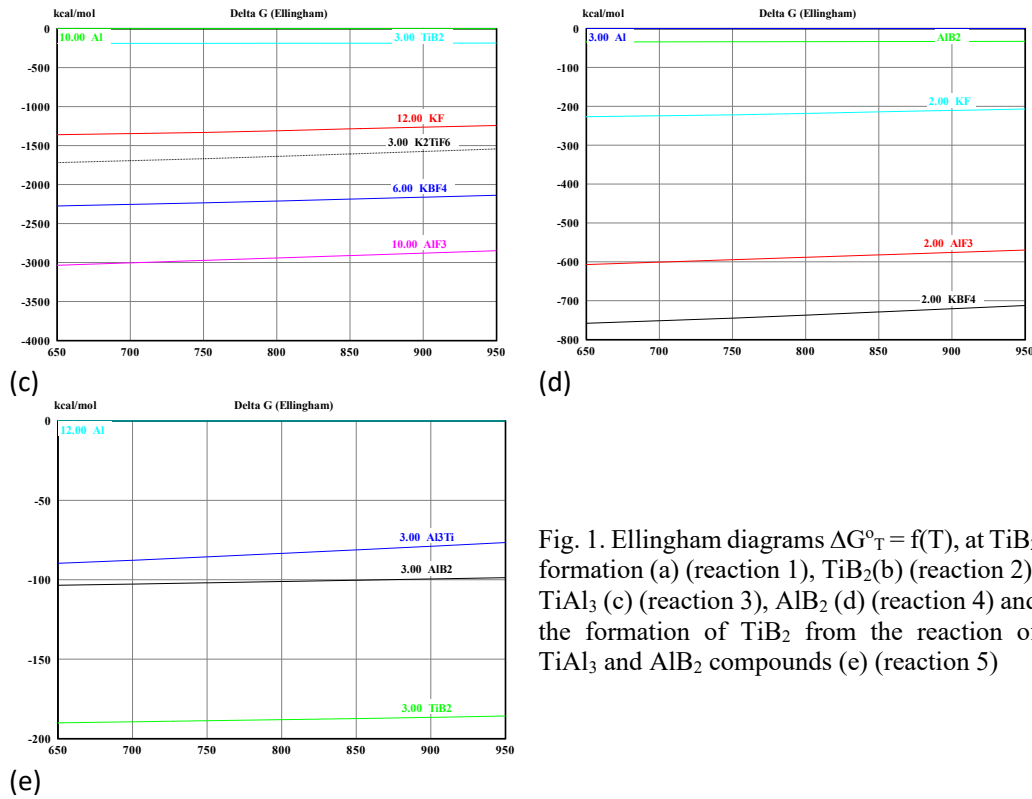 kcal/mol Delta G (Ellingham)
0
10.00 Al 3.00 TiB2
-500
-1000
12.00 KF
3.00 K2TiF6
-1500
6.00 KBF4
-2000
-2500
10.00 AlF3
-3000
-3500
-4000
650 700 750 800 850 900 950
(c)
kcal/mol Delta G (Ellingham)
0
3.00 Al AlB2
-100
2.00 KF
-200
-300
-400
-500
2.00 AlF3
-600
-700
2.00 KBF4
-800
650 700 750 800 850 900 950
(d)
kcal/mol Delta G (Ellingham)
0
12.00 Al
-50
3.00 Al3Ti
3.00 AlB2
-100
-150
3.00 TiB2
-200
650 700 750 800 850 900 950
(e)
Fig. 1. Ellingham diagrams ΔG°T = f(T), at TiB2
formation (a) (reaction 1), TiB2(b) (reaction 2)
TiAl3 (c) (reaction 3), AlB2 (d) (reaction 4) and
the formation of TiB2 from the reaction of
TiAl3 and AlB2 compounds (e) (reaction 5)